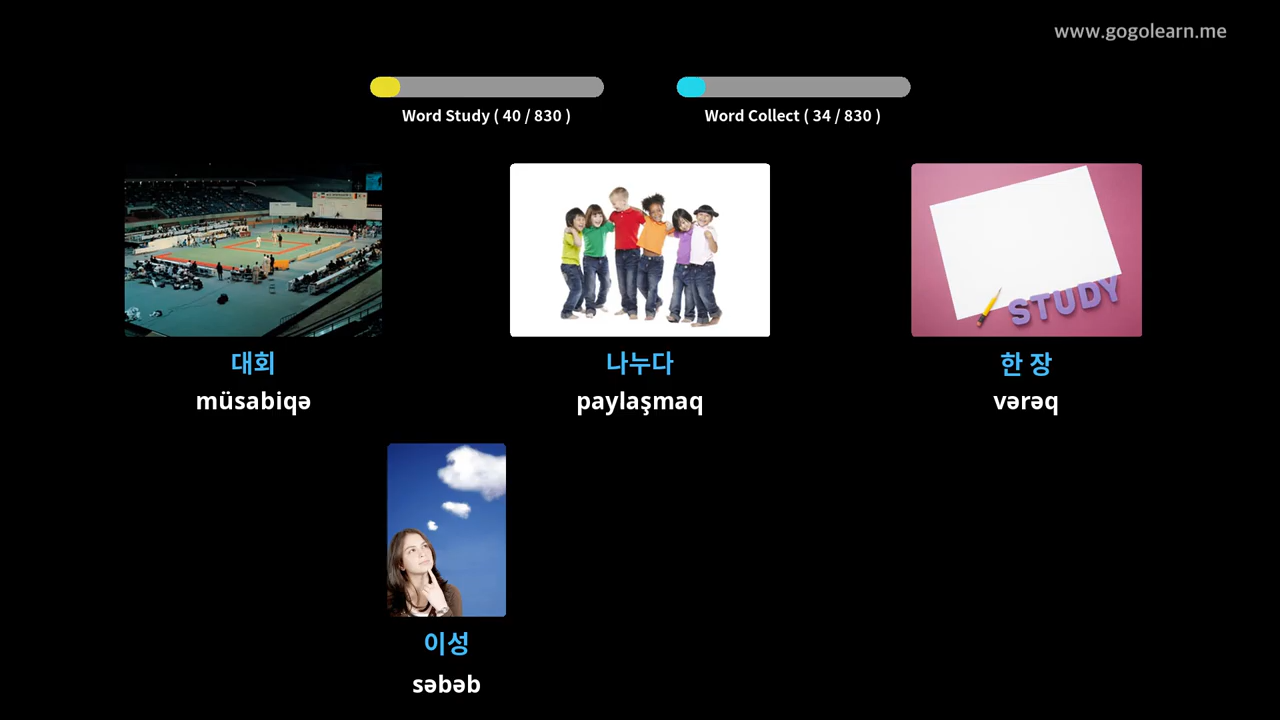 www.gogolearn.me
Word Study ( 40 / 830 )
Word Collect ( 34 / 830 )
STUDY
대회
나누다
한 장
müsabiqə
paylaşmaq
vərəq
이성
səbəb